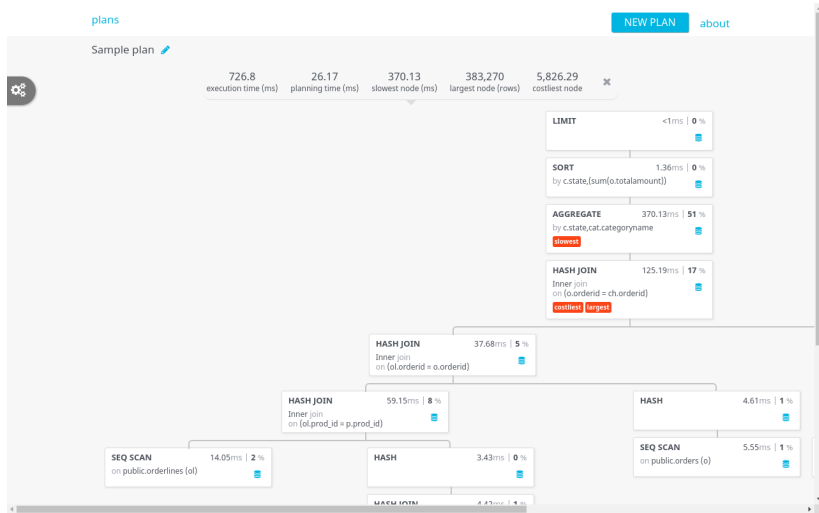 plans
NEW PLAN
about
Sample plan
726.8
execution time (ms)
26.17
planning time (ms)
370.13
slowest node (ms)
383,270
largest node (rows)
5,826.29
costliest node
LIMIT <1ms | 0 %
SORT 1.36ms | 0 %
by c.state,(sum(o.totalamount))
AGGREGATE 370.13ms | 51 %
by c.state,cat.categoryname
slowest
HASH JOIN 125.19ms | 17 %
Inner join
on (o.orderid = ch.orderid)
costliest largest
HASH JOIN 37.68ms | 5 %
Inner join
on (ol.orderid = o.orderid)
HASH JOIN 59.15ms | 8 %
Inner join
on (ol.prod_id = p.prod_id)
HASH 4.61ms | 1 %
SEQ SCAN 14.05ms | 2 %
on public.orderlines (ol)
HASH 3.43ms | 0 %
SEQ SCAN 5.55ms | 1 %
on public.orders (o)
HASH JOIN 4.42ms | 1 %